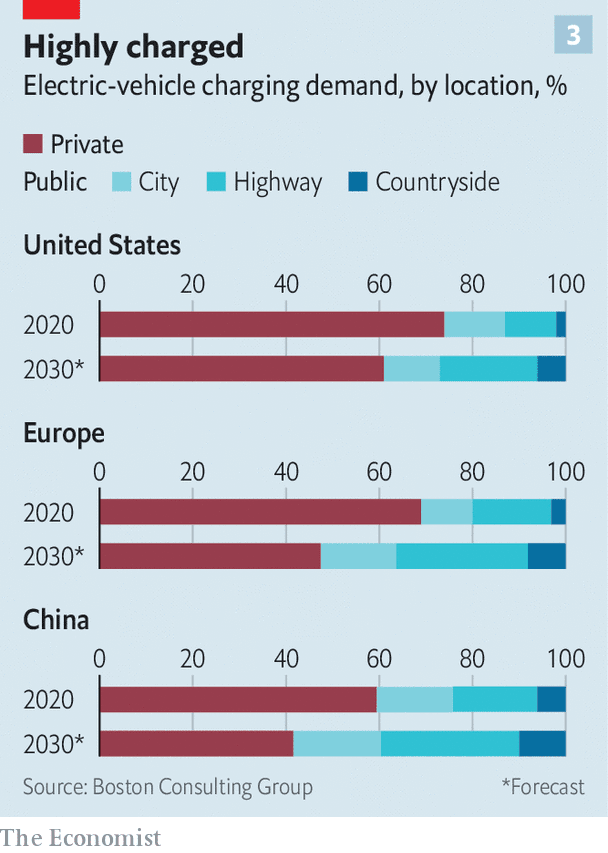 3
Highly charged
Electric-vehicle charging demand, by location, %
Private
Public City Highway Countryside
United States
0 20 40 60 80 100
2020
2030*
Europe
0 20 40 60 80 100
2020
2030*
China
0 20 40 60 80 100
2020
2030*
Source: Boston Consulting Group *Forecast
The Economist